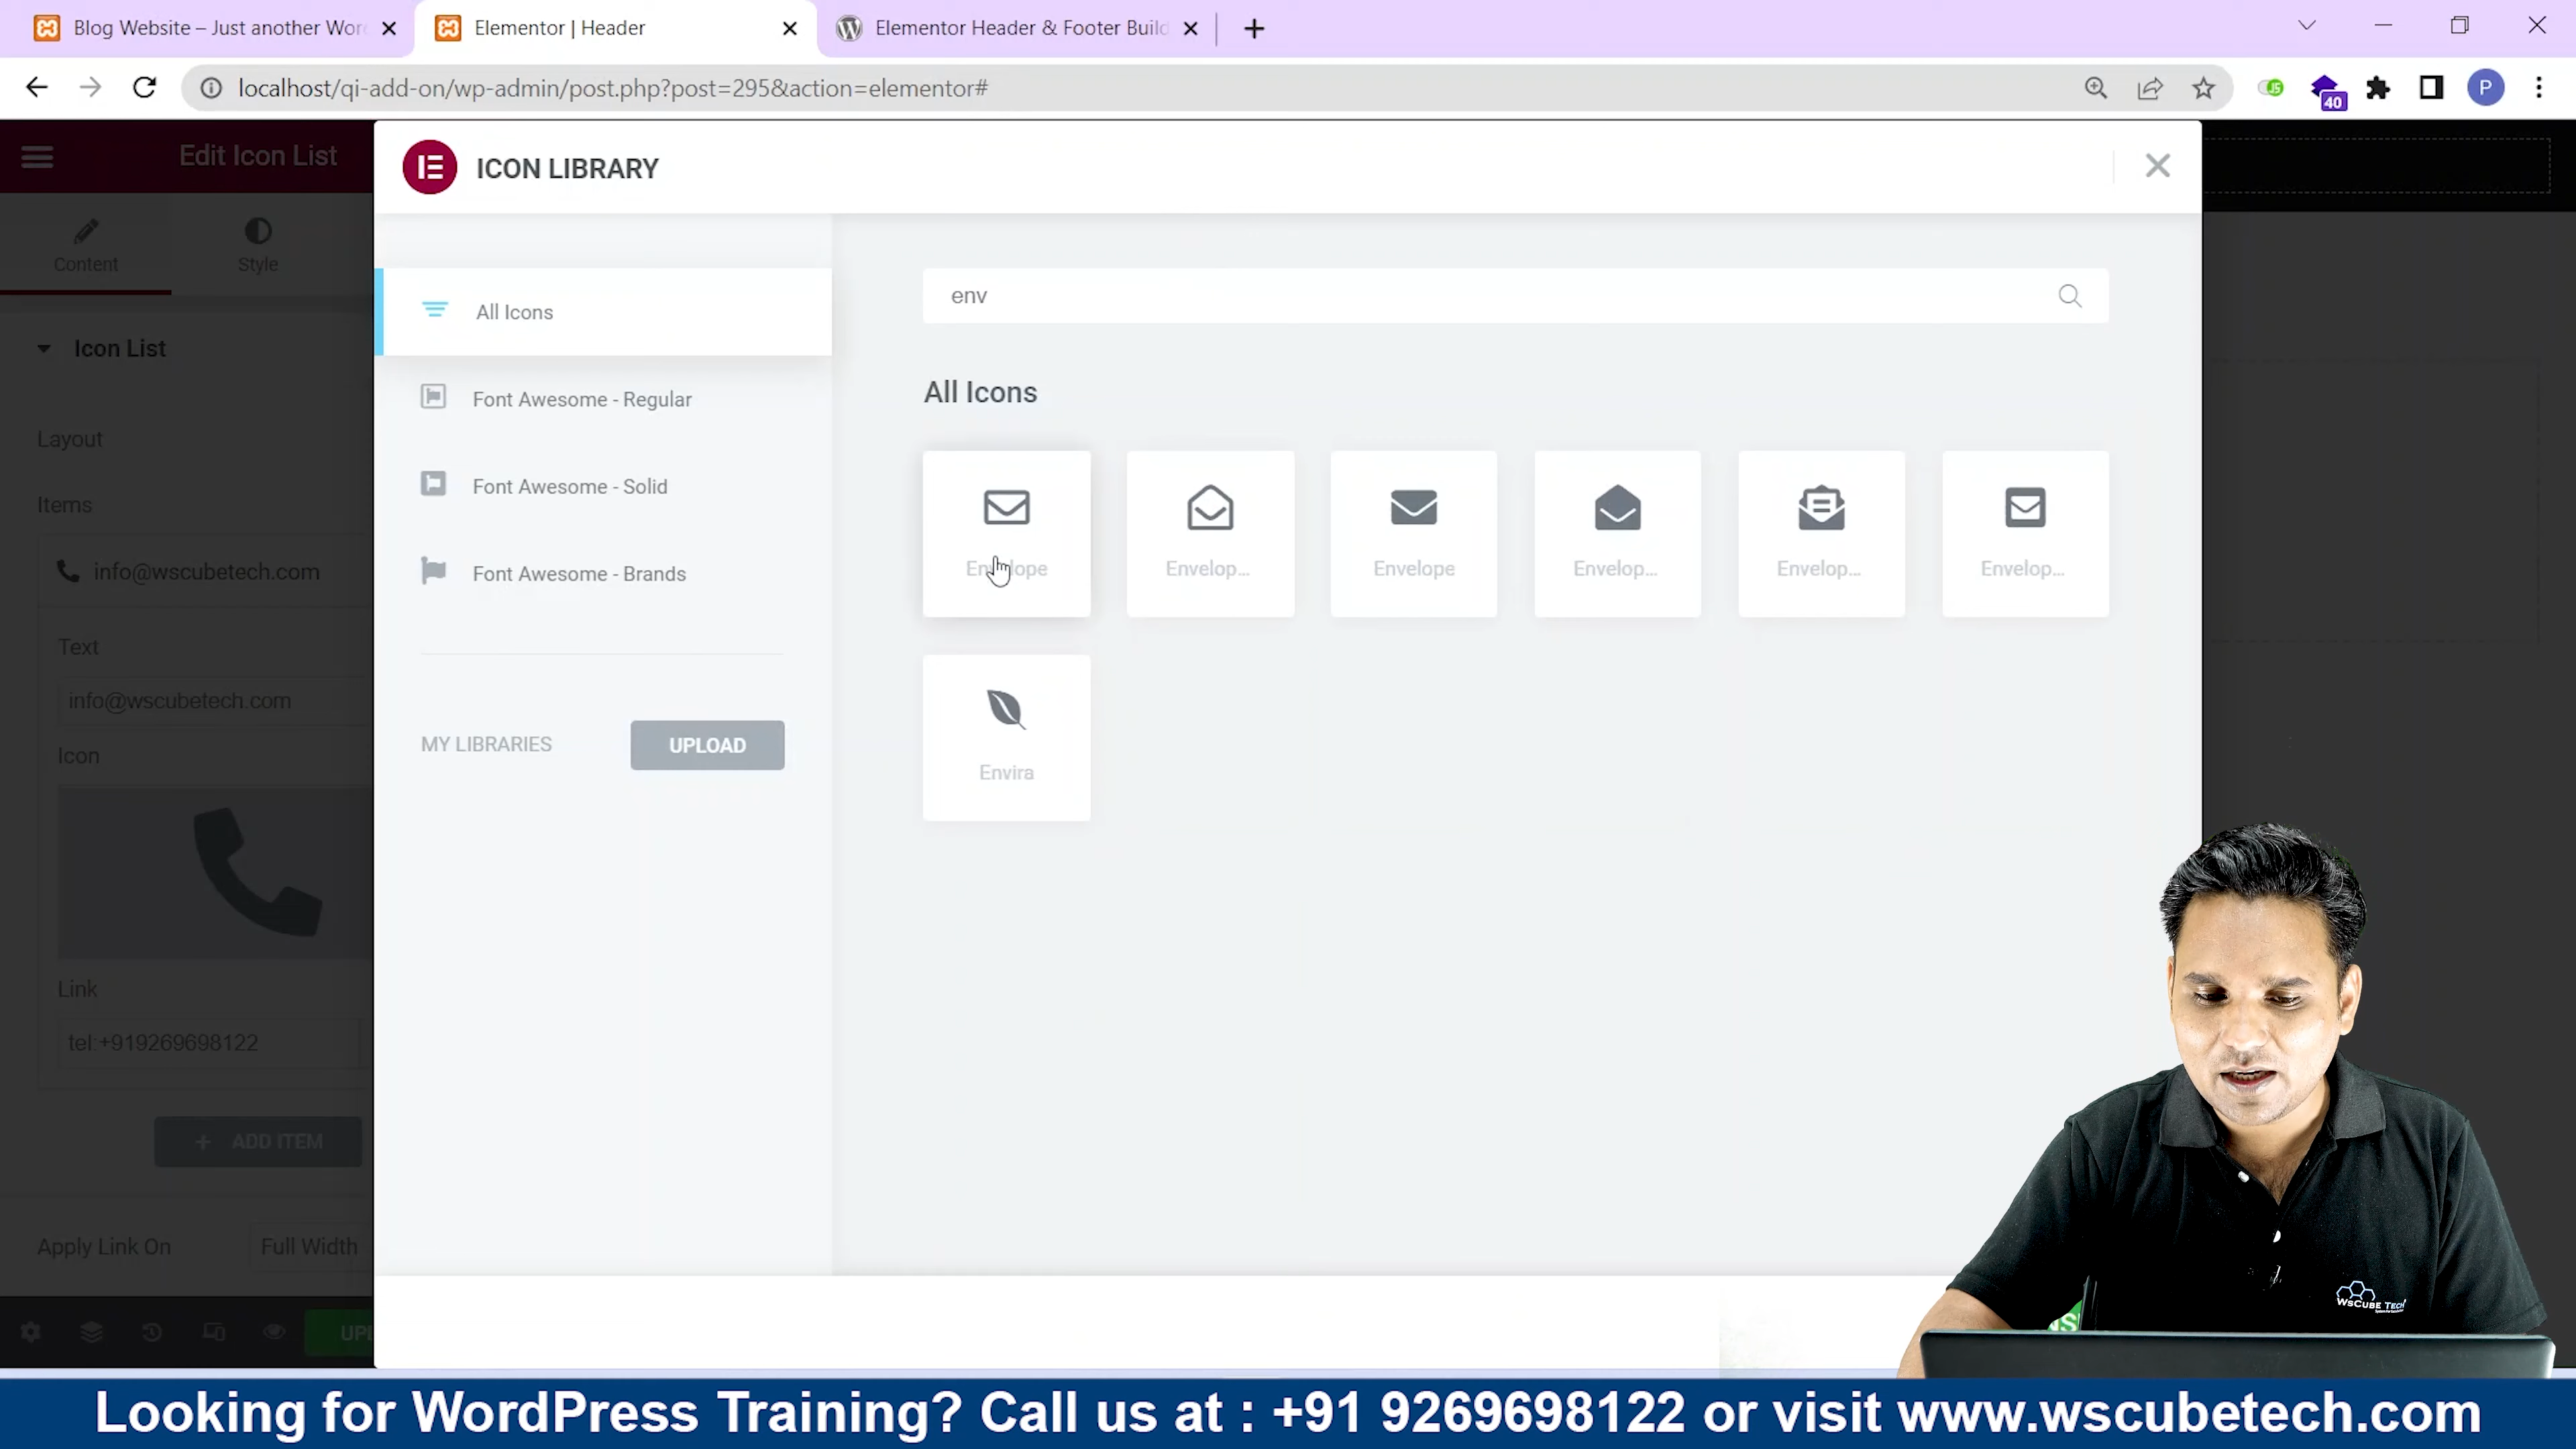 Blog Website – Just another Wor
Elementor | Header
Elementor Header & Footer Build
localhost/qi-add-on/wp-admin/post.php?post=295&action=elementor#
40
P
Edit Icon List
ICON LIBRARY
Content
Style
All Icons
env
Icon List
Font Awesome - Regular
All Icons
Layout
Font Awesome - Solid
Items
info@wscubetech.com
Font Awesome - Brands
Envelope
Envelop...
Envelope
Envelop...
Envelop...
Envelop...
Text
info@wscubetech.com
MY LIBRARIES
UPLOAD
Icon
Envira
Link
tel:+919269698122
+ ADD ITEM
Apply Link On
Full Width
WsCube Tech
Looking for WordPress Training? Call us at : +91 9269698122 or visit www.wscubetech.com